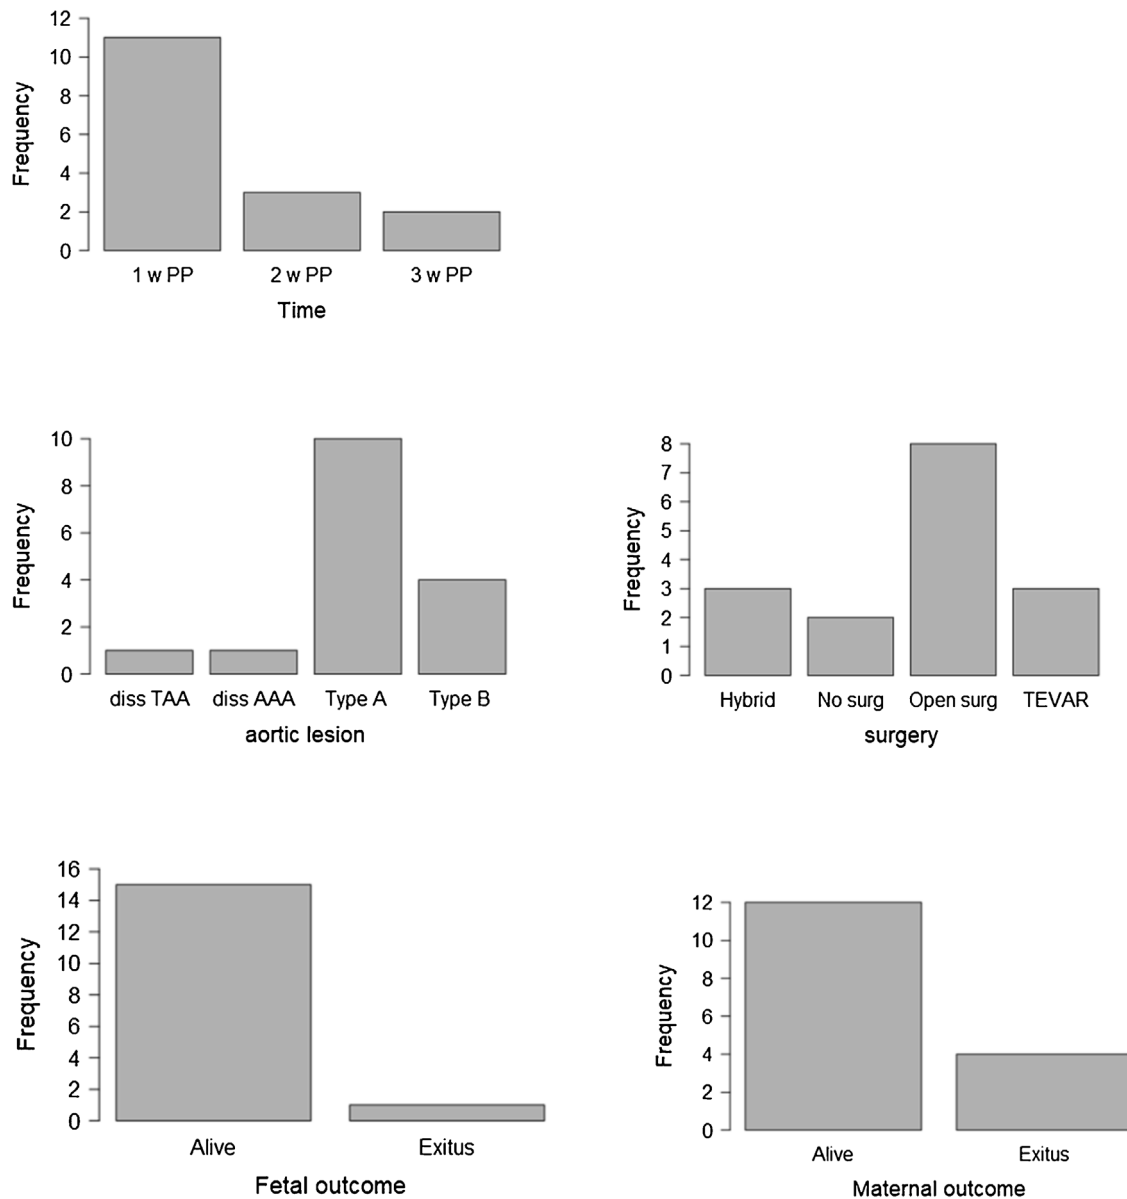 Frequency
12
10
8
6
4
2
0
1 w PP 2 w PP 3 w PP
Time
Frequency
10
8
6
4
2
0
diss TAA diss AAA Type A Type B
aortic lesion
Frequency
8
7
6
5
4
3
2
1
0
Hybrid No surg Open surg TEVAR
surgery
Frequency
16
14
12
10
8
6
4
2
0
Alive Exitus
Fetal outcome
Frequency
12
10
8
6
4
2
0
Alive Exitus
Maternal outcome